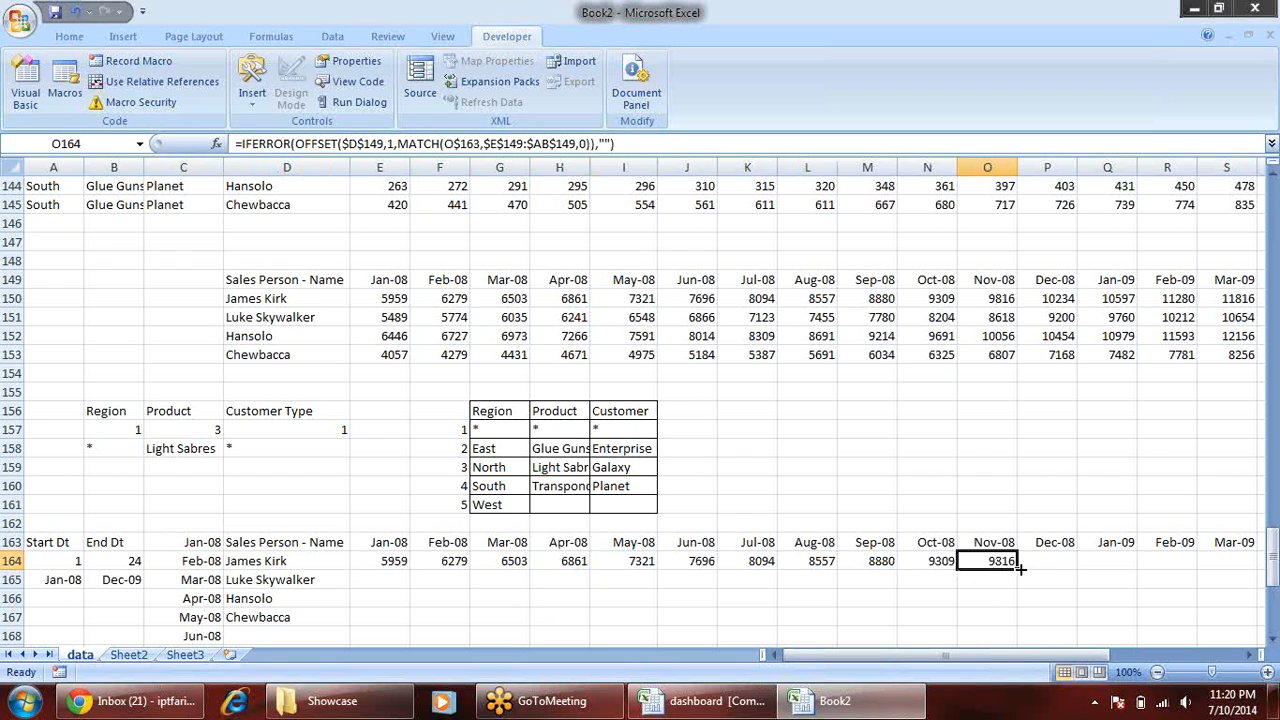 Book2 - Microsoft Excel
Home Insert Page Layout Formulas Data Review View Developer
Visual Basic Macros Record Macro Use Relative References Macro Security Code
Insert Design Mode Properties View Code Run Dialog Controls
Source Map Properties Expansion Packs Refresh Data Import Export XML
Document Panel Modify
O164 fx =IFERROR(OFFSET($D$149,1,MATCH(O$163,$E$149:$AB$149,0)),"")
A B C D E F G H I J K L M N O P Q R S
144 South Glue Guns Planet Hansolo 263 272 291 295 296 310 315 320 348 361 397 403 431 450 478
145 South Glue Guns Planet Chewbacca 420 441 470 505 554 561 611 611 667 680 717 726 739 774 835
146
147
148
149 Sales Person - Name Jan-08 Feb-08 Mar-08 Apr-08 May-08 Jun-08 Jul-08 Aug-08 Sep-08 Oct-08 Nov-08 Dec-08 Jan-09 Feb-09 Mar-09
150 James Kirk 5959 6279 6503 6861 7321 7696 8094 8557 8880 9309 9816 10234 10597 11280 11816
151 Luke Skywalker 5489 5774 6035 6241 6548 6866 7123 7455 7780 8204 8618 9200 9760 10212 10654
152 Hansolo 6446 6727 6973 7266 7591 8014 8309 8691 9214 9691 10056 10454 10979 11593 12156
153 Chewbacca 4057 4279 4431 4671 4975 5184 5387 5691 6034 6325 6807 7168 7482 7781 8256
154
155
156 Region Product Customer Type Region Product Customer
157 1 3 1 1 * * *
158 * Light Sabres * 2 East Glue Guns Enterprise
159 3 North Light Sabr Galaxy
160 4 South Transpond Planet
161 5 West
162
163 Start Dt End Dt Jan-08 Sales Person - Name Jan-08 Feb-08 Mar-08 Apr-08 May-08 Jun-08 Jul-08 Aug-08 Sep-08 Oct-08 Nov-08 Dec-08 Jan-09 Feb-09 Mar-09
164 1 24 Feb-08 James Kirk 5959 6279 6503 6861 7321 7696 8094 8557 8880 9309 9816
165 Jan-08 Dec-09 Mar-08 Luke Skywalker
166 Apr-08 Hansolo
167 May-08 Chewbacca
168 Jun-08
data Sheet2 Sheet3
Ready 100%
Inbox (21) - iptfari... Showcase GoToMeeting dashboard [Com... Book2 11:20 PM
7/10/2014